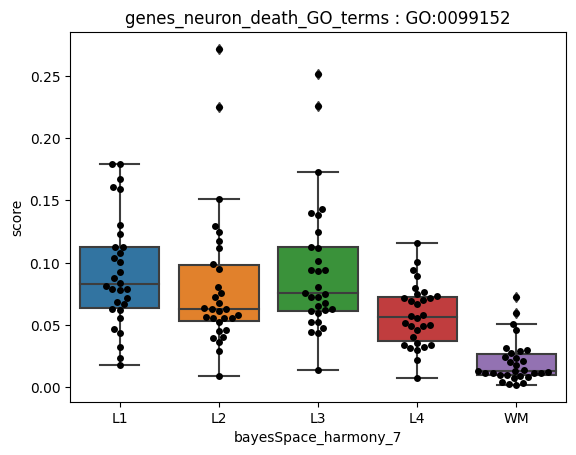 genes_neuron_death_GO_terms : GO:0099152
score
0.25
0.20
0.15
0.10
0.05
0.00
L1 L2 L3 L4 WM
bayesSpace_harmony_7